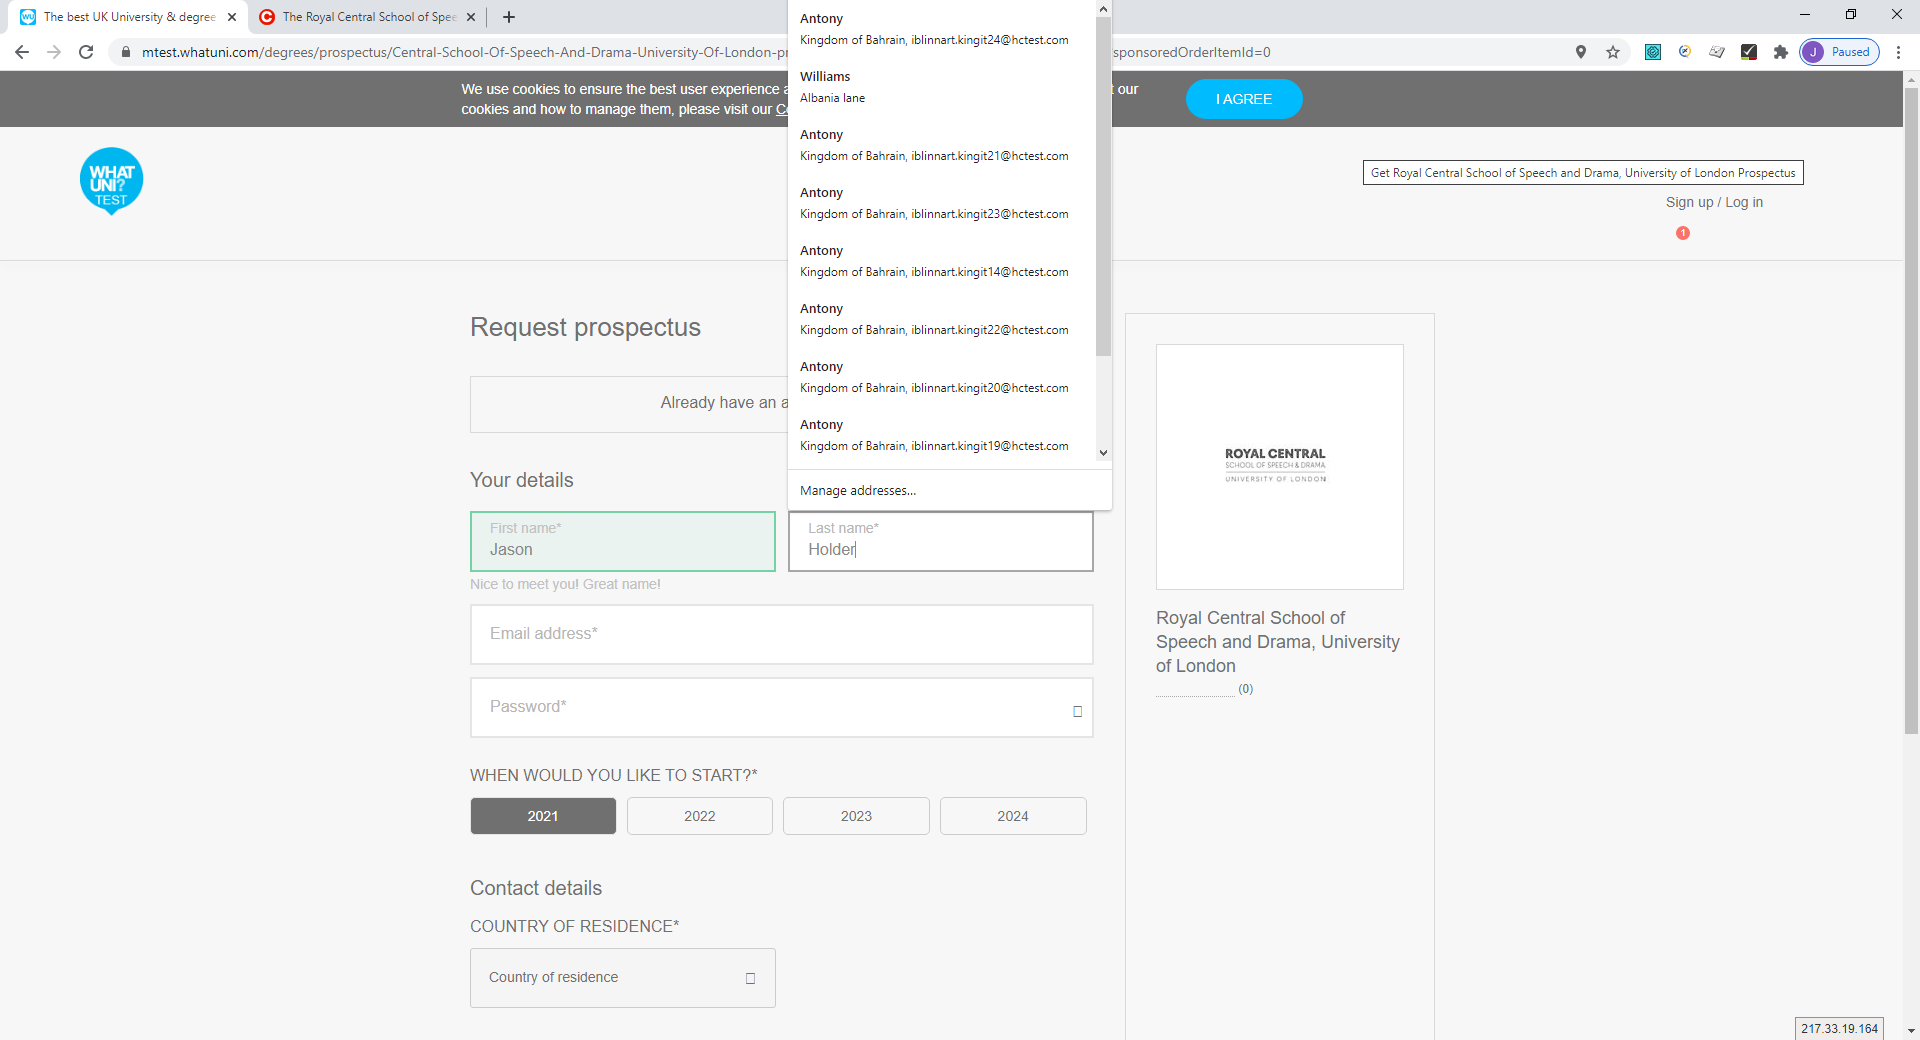 The best UK University & degree
The Royal Central School of Spee
mtest.whatuni.com/degrees/prospectus/Central-School-Of-Speech-And-Drama-University-Of-London-pr
sponsoredOrderItemId=0
J
Paused
We use cookies to ensure the best user experience a
t our
cookies and how to manage them, please visit our C
I AGREE
WHAT
UNI?
TEST
Get Royal Central School of Speech and Drama, University of London Prospectus
Sign up / Log in
1
Antony
Kingdom of Bahrain, iblinnart.kingit24@hctest.com
Williams
Albania lane
Antony
Kingdom of Bahrain, iblinnart.kingit21@hctest.com
Antony
Kingdom of Bahrain, iblinnart.kingit23@hctest.com
Antony
Kingdom of Bahrain, iblinnart.kingit14@hctest.com
Antony
Kingdom of Bahrain, iblinnart.kingit22@hctest.com
Antony
Kingdom of Bahrain, iblinnart.kingit20@hctest.com
Antony
Kingdom of Bahrain, iblinnart.kingit19@hctest.com
Manage addresses...
Request prospectus
Already have an a
Your details
First name*
Jason
Last name*
Holder
Nice to meet you! Great name!
Email address*
Password*
WHEN WOULD YOU LIKE TO START?*
2021
2022
2023
2024
Contact details
COUNTRY OF RESIDENCE*
Country of residence
ROYAL CENTRAL
SCHOOL OF SPEECH & DRAMA
UNIVERSITY OF LONDON
Royal Central School of
Speech and Drama, University
of London
(0)
217.33.19.164